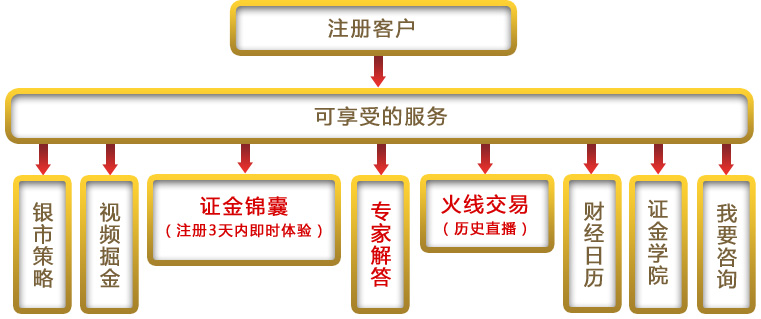 注册客户
可享受的服务
银市策略
视频掘金
证金锦囊
（注册3天内即时体验）
专家解答
火线交易
（历史直播）
财经日历
证金学院
我要咨询